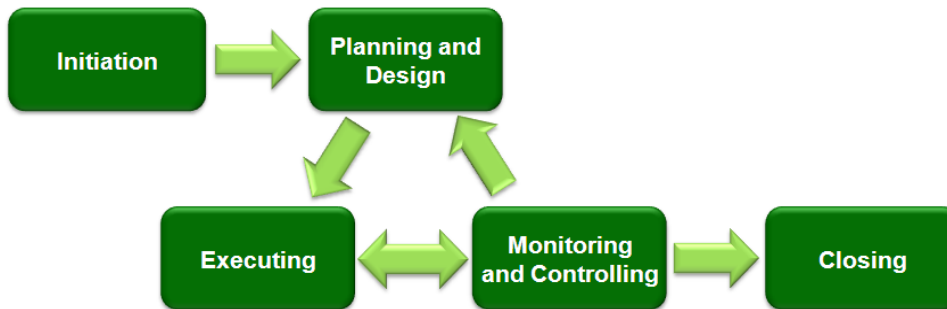 Initiation
Planning and
Design
Executing
Monitoring
and Controlling
Closing